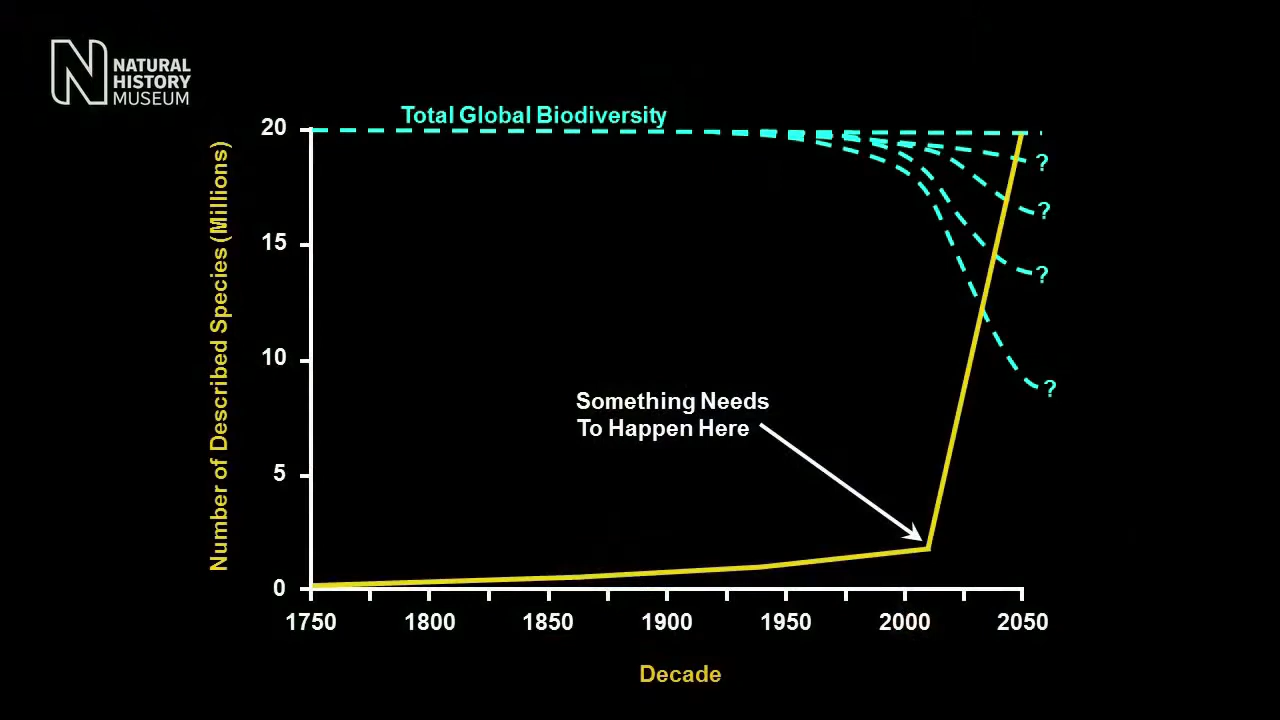 N NATURAL
HISTORY
MUSEUM
Total Global Biodiversity
Number of Described Species (Millions)
20
15
10
5
0
?
?
?
?
Something Needs
To Happen Here
1750 1800 1850 1900 1950 2000 2050
Decade